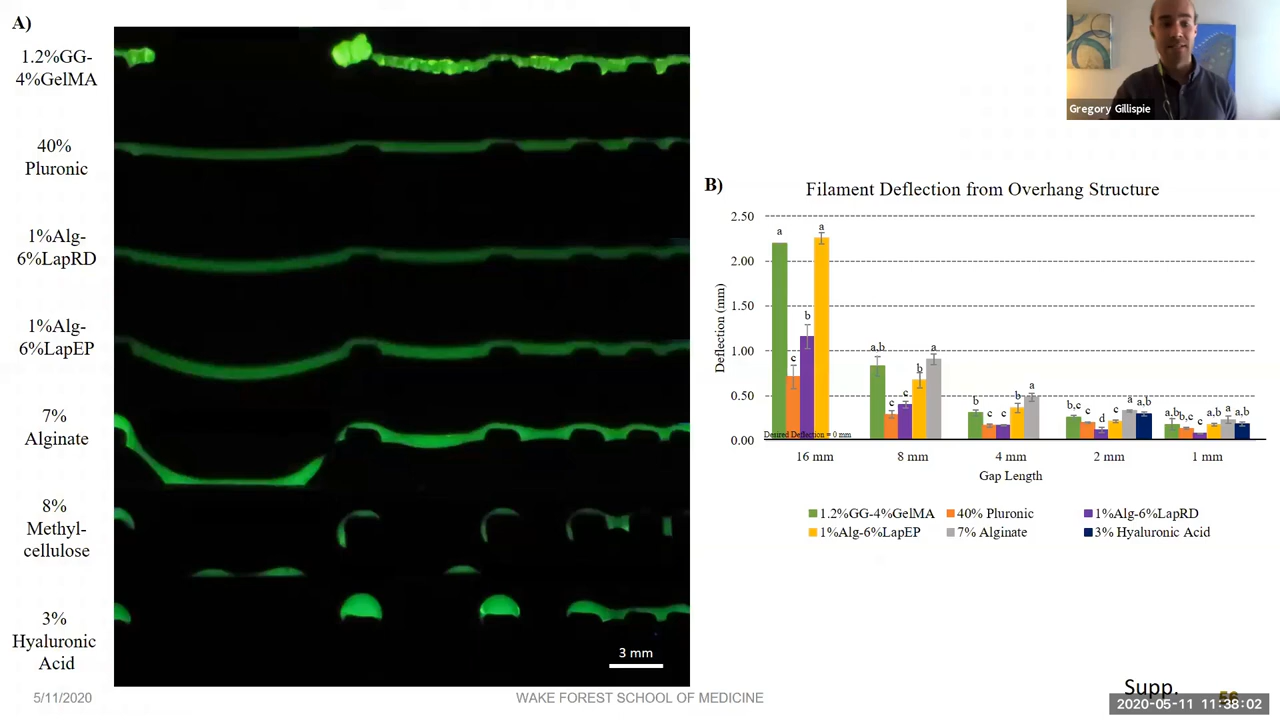 A)
1.2%GG-
4%GelMA
40%
Pluronic
1%Alg-
6%LapRD
1%Alg-
6%LapEP
7%
Alginate
8%
Methyl-
cellulose
3%
Hyaluronic
Acid
3 mm
Gregory Gillispie
B)
Filament Deflection from Overhang Structure
Deflection (mm)
2.50
2.00
1.50
1.00
0.50
0.00
a
c
b
a
a,b
c
c
b
a
b
c
c
b
a
b,c
c
d
c
a
a,b
a,b
b,c
c
a,b
a
a,b
Desired Deflection = 0 mm
16 mm
8 mm
4 mm
2 mm
1 mm
Gap Length
1.2%GG-4%GelMA
40% Pluronic
1%Alg-6%LapRD
1%Alg-6%LapEP
7% Alginate
3% Hyaluronic Acid
5/11/2020
WAKE FOREST SCHOOL OF MEDICINE
Supp.
2020-05-11 11:38:02